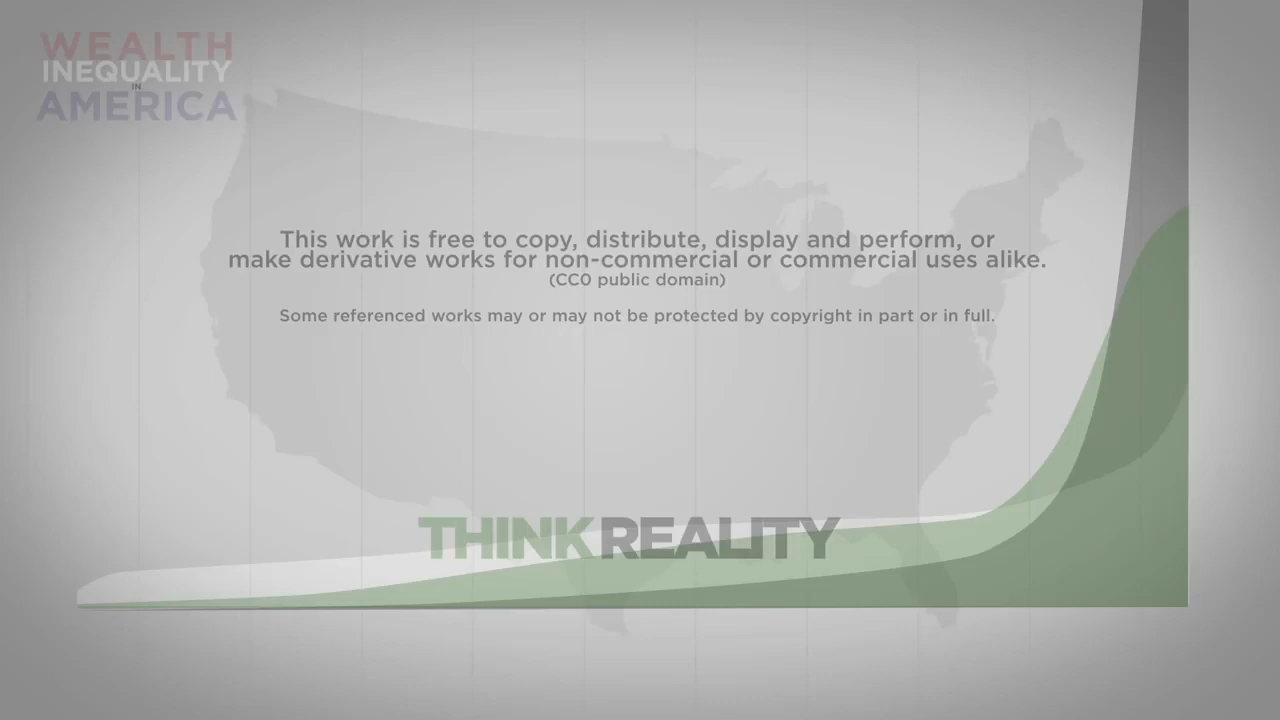 WEALTH
INEQUALITY
IN
AMERICA
This work is free to copy, distribute, display and perform, or
make derivative works for non-commercial or commercial uses alike.
(CC0 public domain)
Some referenced works may or may not be protected by copyright in part or in full.
THINKREALITY